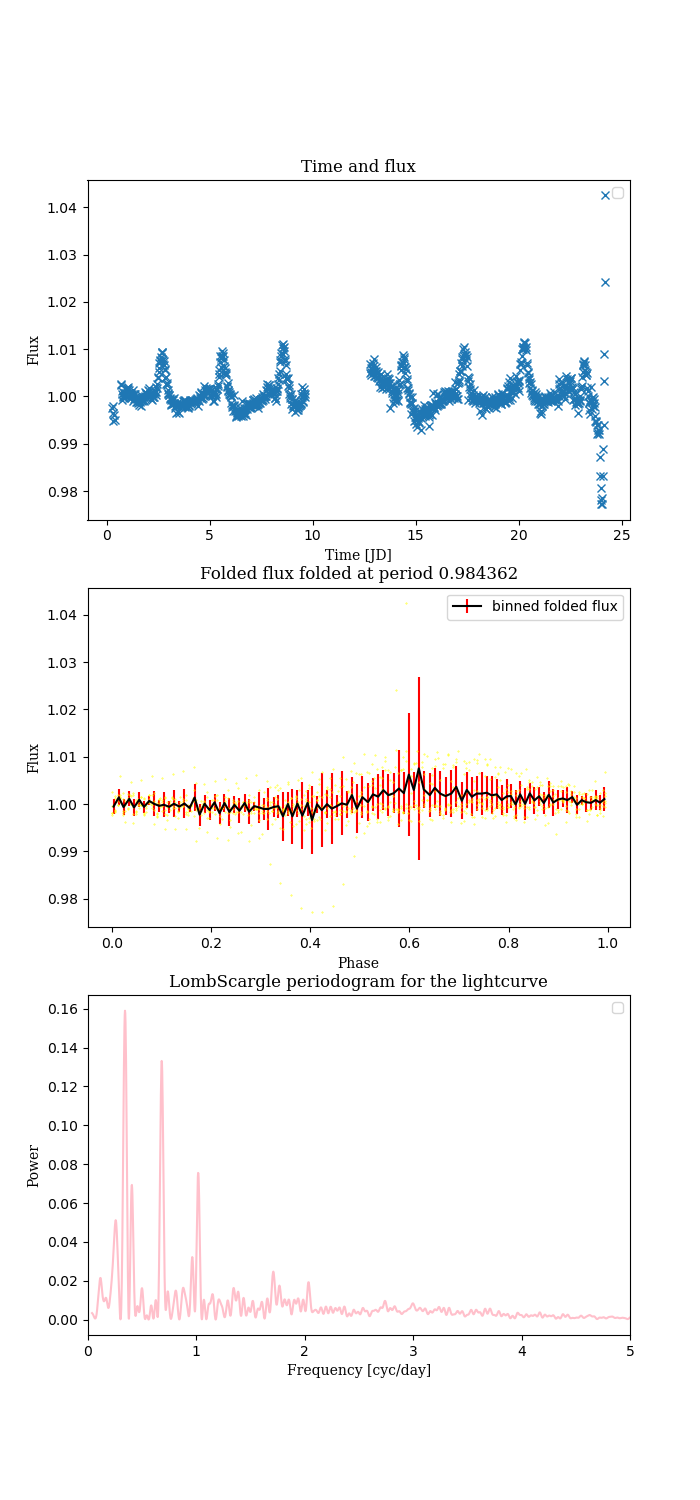 Time and flux
Flux
1.04
1.03
1.02
1.01
1.00
0.99
0.98
0 5 10 15 20 25
Time [JD]
Folded flux folded at period 0.984362
binned folded flux
Flux
1.04
1.03
1.02
1.01
1.00
0.99
0.98
0.0 0.2 0.4 0.6 0.8 1.0
Phase
LombScargle periodogram for the lightcurve
Power
0.16
0.14
0.12
0.10
0.08
0.06
0.04
0.02
0.00
0 1 2 3 4 5
Frequency [cyc/day]